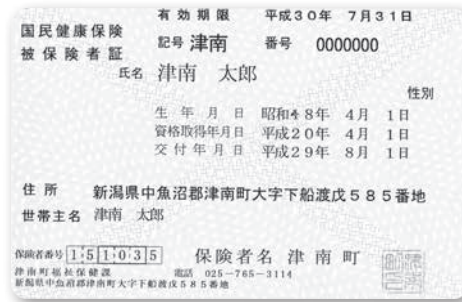 有効期限 平成30年 7月31日
国民健康保険
被保険者証
記号 津南 番号 0000000
氏名 津南 太郎
性別
生年月日 昭和48年 4月 1日
資格取得年月日 平成20年 4月 1日
交付年月日 平成29年 8月 1日
住所 新潟県中魚沼郡津南町大字下船渡戊585番地
世帯主名 津南 太郎
保険者番号 151035 保険者名 津南町
津南町福祉保健課 電話 025-765-3114
新潟県中魚沼郡津南町大字下船渡戊585番地